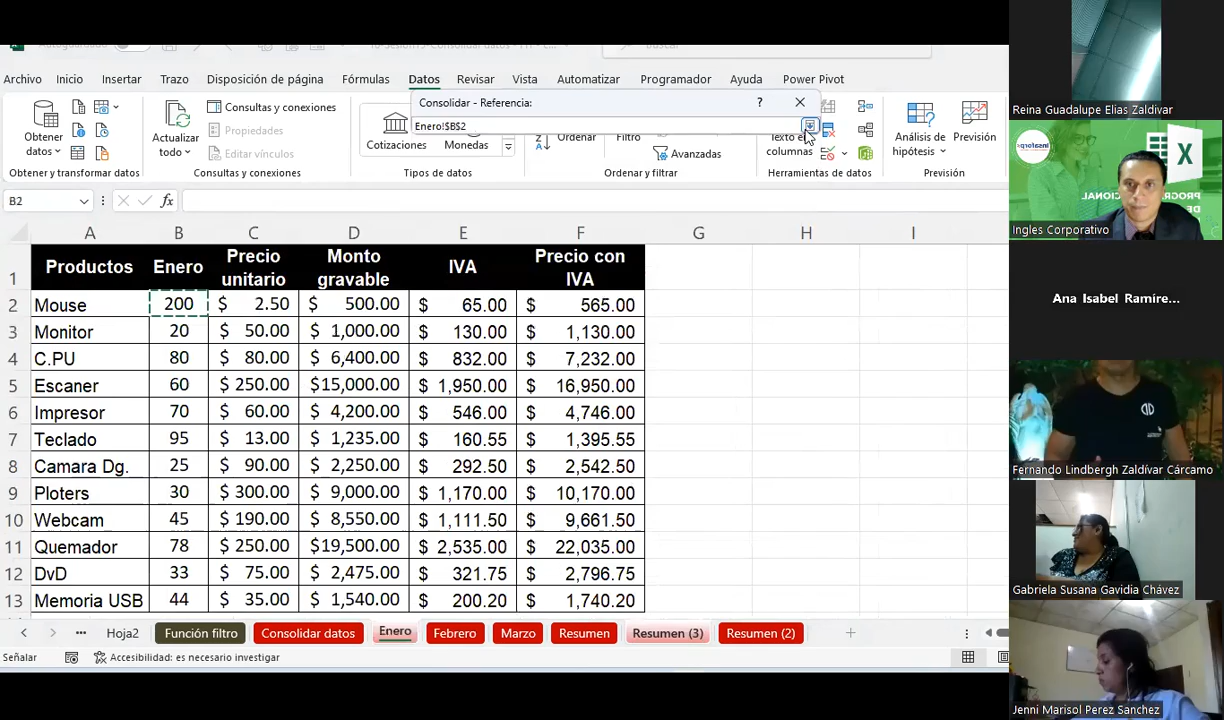 Archivo Inicio Insertar Trazo Disposición de página Fórmulas Datos Revisar Vista Automatizar Programador Ayuda Power Pivot
Consolidar - Referencia: ?
Enero!$B$2
Obtener
datos
Obtener y transformar datos
Actualizar
todo
Consultas y conexiones
Propiedades
Editar vínculos
Consultas y conexiones
Cotizaciones
Monedas
Tipos de datos
Ordenar
Filtro
Avanzadas
Ordenar y filtrar
Texto en
columnas
Herramientas de datos
Análisis de
hipótesis
Previsión
Previsión
B2 fx
A B C D E F G H I
1 Productos Enero Precio unitario Monto gravable IVA Precio con IVA
2 Mouse 200 $ 2.50 $ 500.00 $ 65.00 $ 565.00
3 Monitor 20 $ 50.00 $ 1,000.00 $ 130.00 $ 1,130.00
4 C.PU 80 $ 80.00 $ 6,400.00 $ 832.00 $ 7,232.00
5 Escaner 60 $ 250.00 $15,000.00 $ 1,950.00 $ 16,950.00
6 Impresor 70 $ 60.00 $ 4,200.00 $ 546.00 $ 4,746.00
7 Teclado 95 $ 13.00 $ 1,235.00 $ 160.55 $ 1,395.55
8 Camara Dg. 25 $ 90.00 $ 2,250.00 $ 292.50 $ 2,542.50
9 Ploters 30 $ 300.00 $ 9,000.00 $ 1,170.00 $ 10,170.00
10 Webcam 45 $ 190.00 $ 8,550.00 $ 1,111.50 $ 9,661.50
11 Quemador 78 $ 250.00 $19,500.00 $ 2,535.00 $ 22,035.00
12 DvD 33 $ 75.00 $ 2,475.00 $ 321.75 $ 2,796.75
13 Memoria USB 44 $ 35.00 $ 1,540.00 $ 200.20 $ 1,740.20
Hoja2 Función filtro Consolidar datos Enero Febrero Marzo Resumen Resumen (3) Resumen (2)
Señalar Accesibilidad: es necesario investigar
Reina Guadalupe Elias Zaldivar
Insaforp
X
Ingles Corporativo
Ana Isabel Ramíre...
Fernando Lindbergh Zaldívar Cárcamo
Gabriela Susana Gavidia Chávez
Jenni Marisol Perez Sanchez